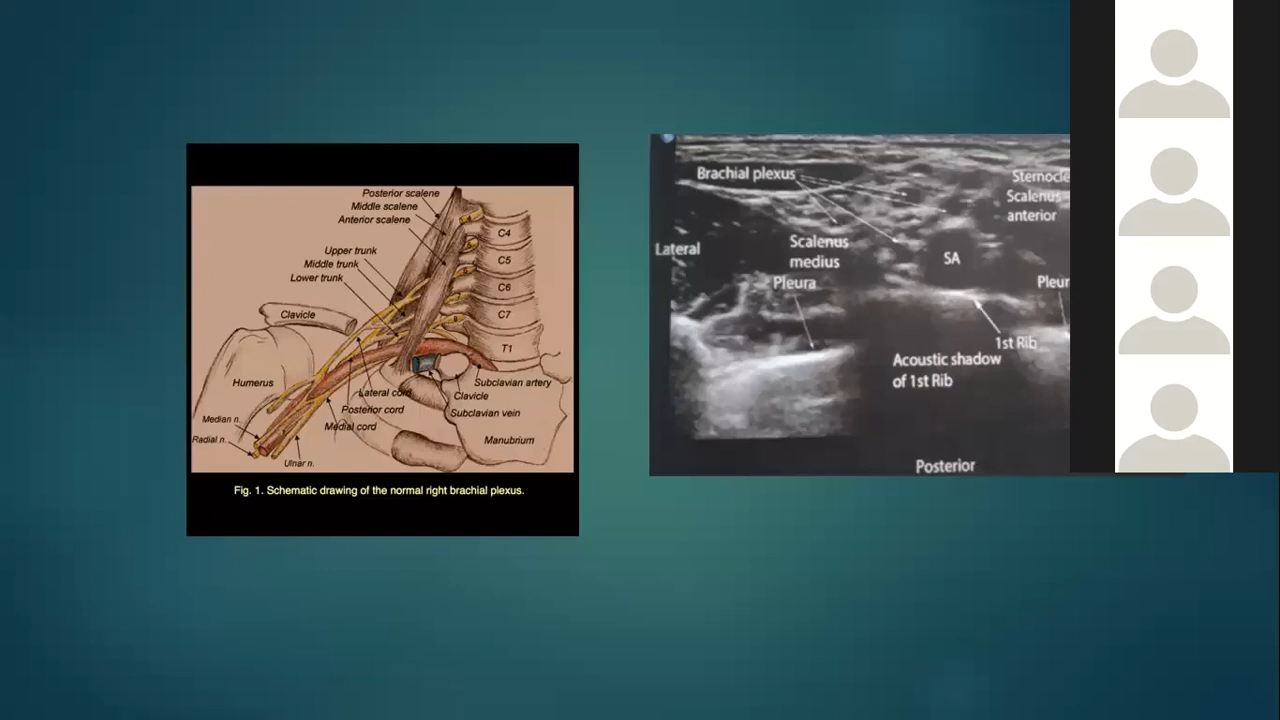 Posterior scalene
Middle scalene
Anterior scalene
Upper trunk
Middle trunk
Lower trunk
C4
C5
C6
C7
T1
Clavicle
Humerus
Subclavian artery
Lateral cord
Clavicle
Posterior cord
Subclavian vein
Median n.
Medial cord
Radial n.
Manubrium
Ulnar n.
Fig. 1. Schematic drawing of the normal right brachial plexus.
Brachial plexus
Sternocle
Scalenus
anterior
Lateral
Scalenus
medius
SA
Pleura
Pleur
1st Rib
Acoustic shadow
of 1st Rib
Posterior